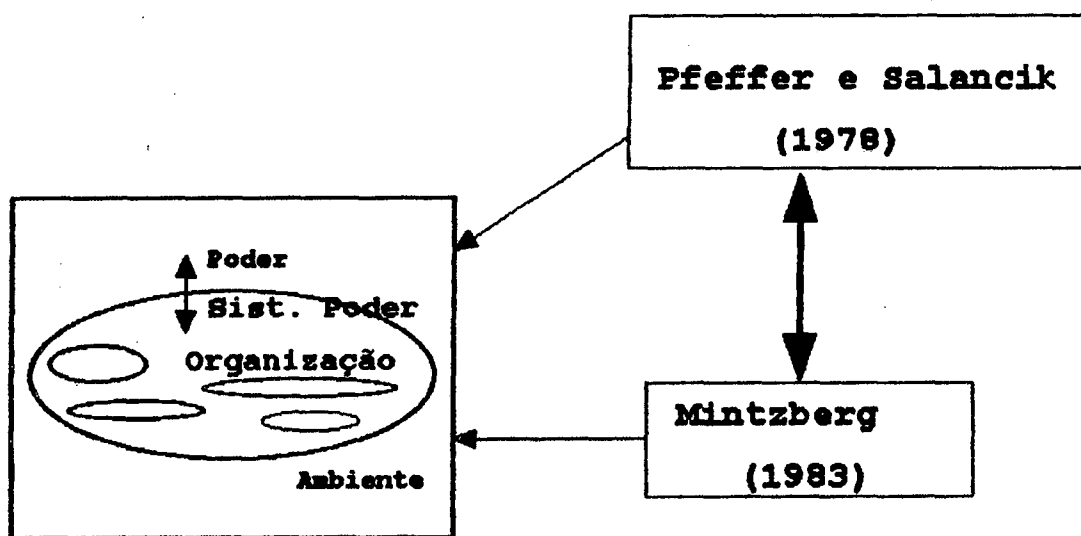 Pfeffer e Salancik
(1978)
Poder
Sist. Poder
Organização
Ambiente
Mintzberg
(1983)